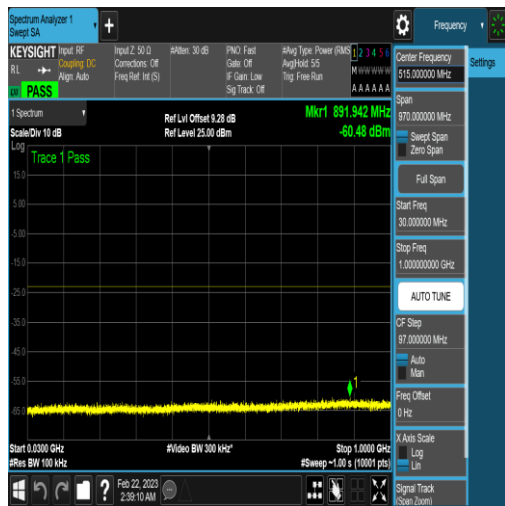 Spectrum Analyzer 1
Swept SA
+
Frequency
KEYSIGHT
RL
PASS
Input: RF
Coupling: DC
Align: Auto
Input Z: 50 Ω
Corrections: Off
Freq Ref: Int (S)
#Atten: 30 dB
PNO: Fast
Gate: Off
IF Gain: Low
Sig Track: Off
#Avg Type: Power (RMS
Avg|Hold: 5/5
Trig: Free Run
1 2 3 4 5 6
M W W W W W
A A A A A A
1 Spectrum
Scale/Div 10 dB
Ref Lvl Offset 9.28 dB
Ref Level 25.00 dBm
Mkr1 891.942 MHz
-60.48 dBm
Log
Trace 1 Pass
15.0
5.00
-5.00
-15.0
-25.0
-35.0
-45.0
-55.0
-65.0
1
Start 0.0300 GHz
#Res BW 100 kHz
#Video BW 300 kHz*
Stop 1.0000 GHz
#Sweep ~1.00 s (10001 pts)
Feb 22, 2023
2:39:10 AM
Center Frequency
515.000000 MHz
Settings
Span
970.000000 MHz
Swept Span
Zero Span
Full Span
Start Freq
30.000000 MHz
Stop Freq
1.000000000 GHz
AUTO TUNE
CF Step
97.000000 MHz
Auto
Man
Freq Offset
0 Hz
X Axis Scale
Log
Lin
Signal Track
(Span Zoom)